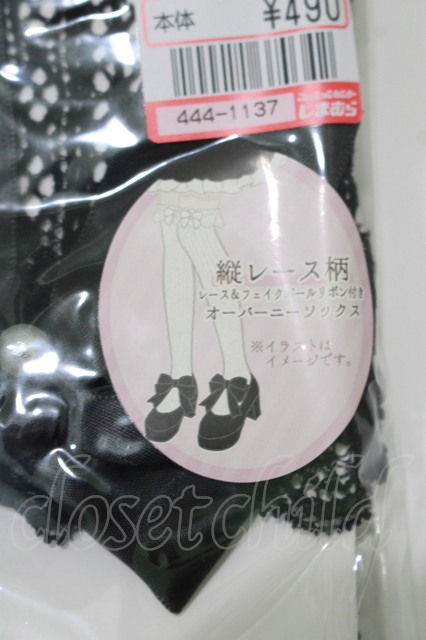 本体
¥490
444-1137
しまむら
縦レース柄
レース&フェイクパールリボン付き
オーバーニーソックス
※イラストは
イメージです。
closetchild